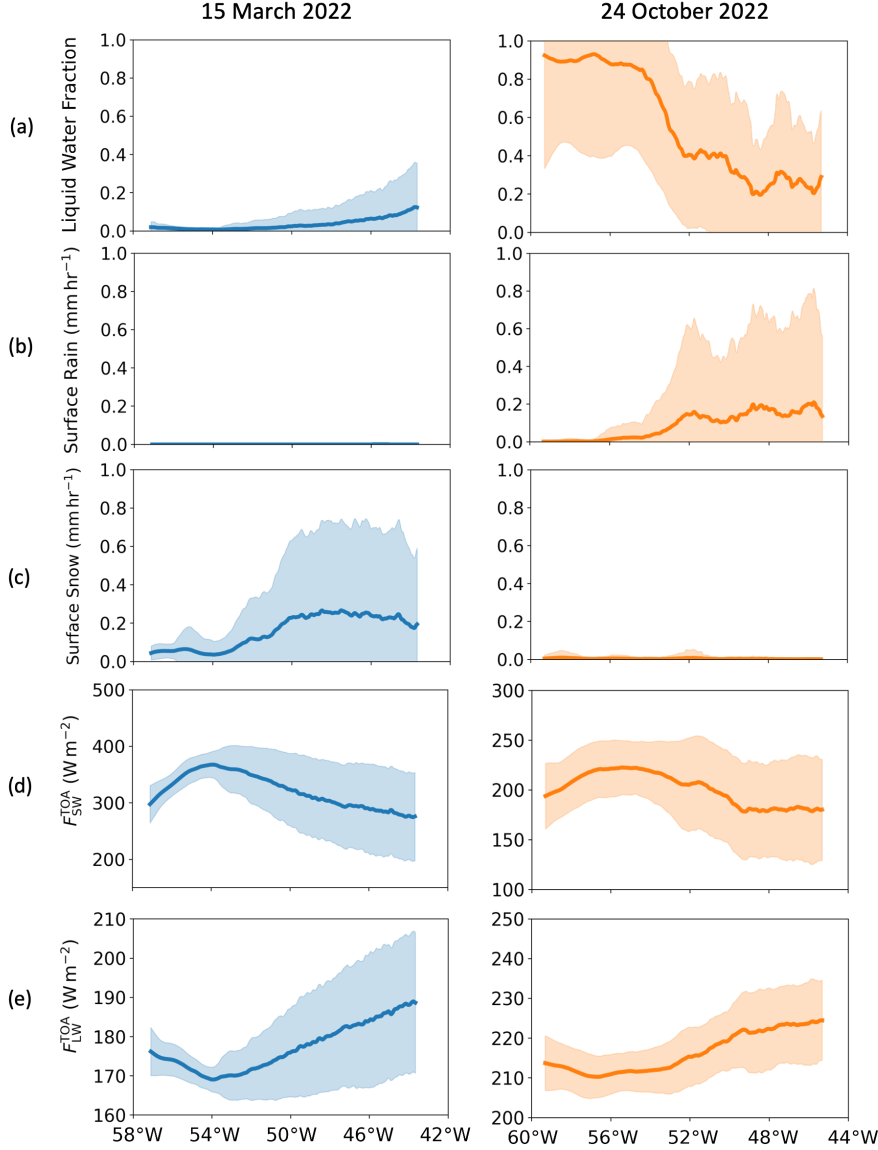 15 March 2022 24 October 2022
(a)
Liquid Water Fraction
1.0 0.8 0.6 0.4 0.2 0.0
1.0 0.8 0.6 0.4 0.2 0.0
(b)
Surface Rain (mm hr⁻¹)
1.0 0.8 0.6 0.4 0.2 0.0
1.0 0.8 0.6 0.4 0.2 0.0
(c)
Surface Snow (mm hr⁻¹)
1.0 0.8 0.6 0.4 0.2 0.0
1.0 0.8 0.6 0.4 0.2 0.0
(d)
F_SW^TOA (W m⁻²)
500 400 300 200
300 250 200 150 100
(e)
F_LW^TOA (W m⁻²)
210 200 190 180 170 160
250 240 230 220 210 200
58°W 54°W 50°W 46°W 42°W
60°W 56°W 52°W 48°W 44°W